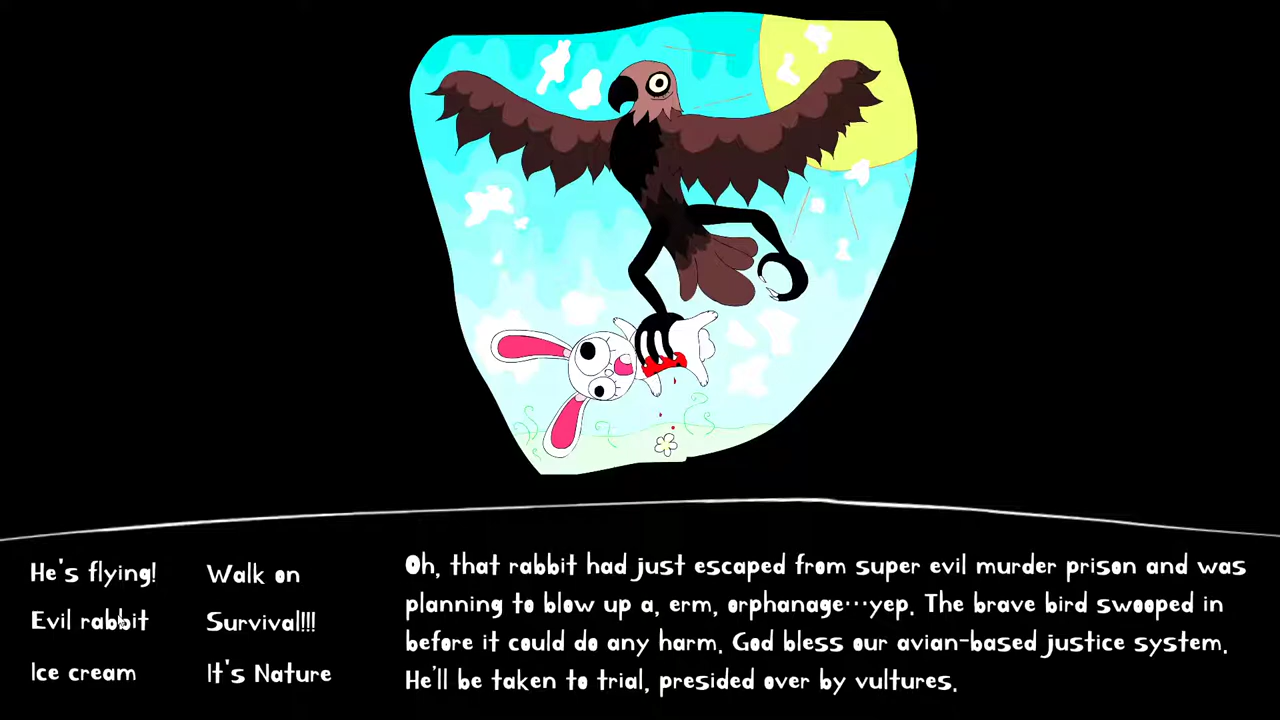 He's flying!
Walk on
Evil rabbit
Survival!!!
Ice cream
It's Nature
Oh, that rabbit had just escaped from super evil murder prison and was
planning to blow up a, erm, orphanage...yep. The brave bird swooped in
before it could do any harm. God bless our avian-based justice system.
He'll be taken to trial, presided over by vultures.